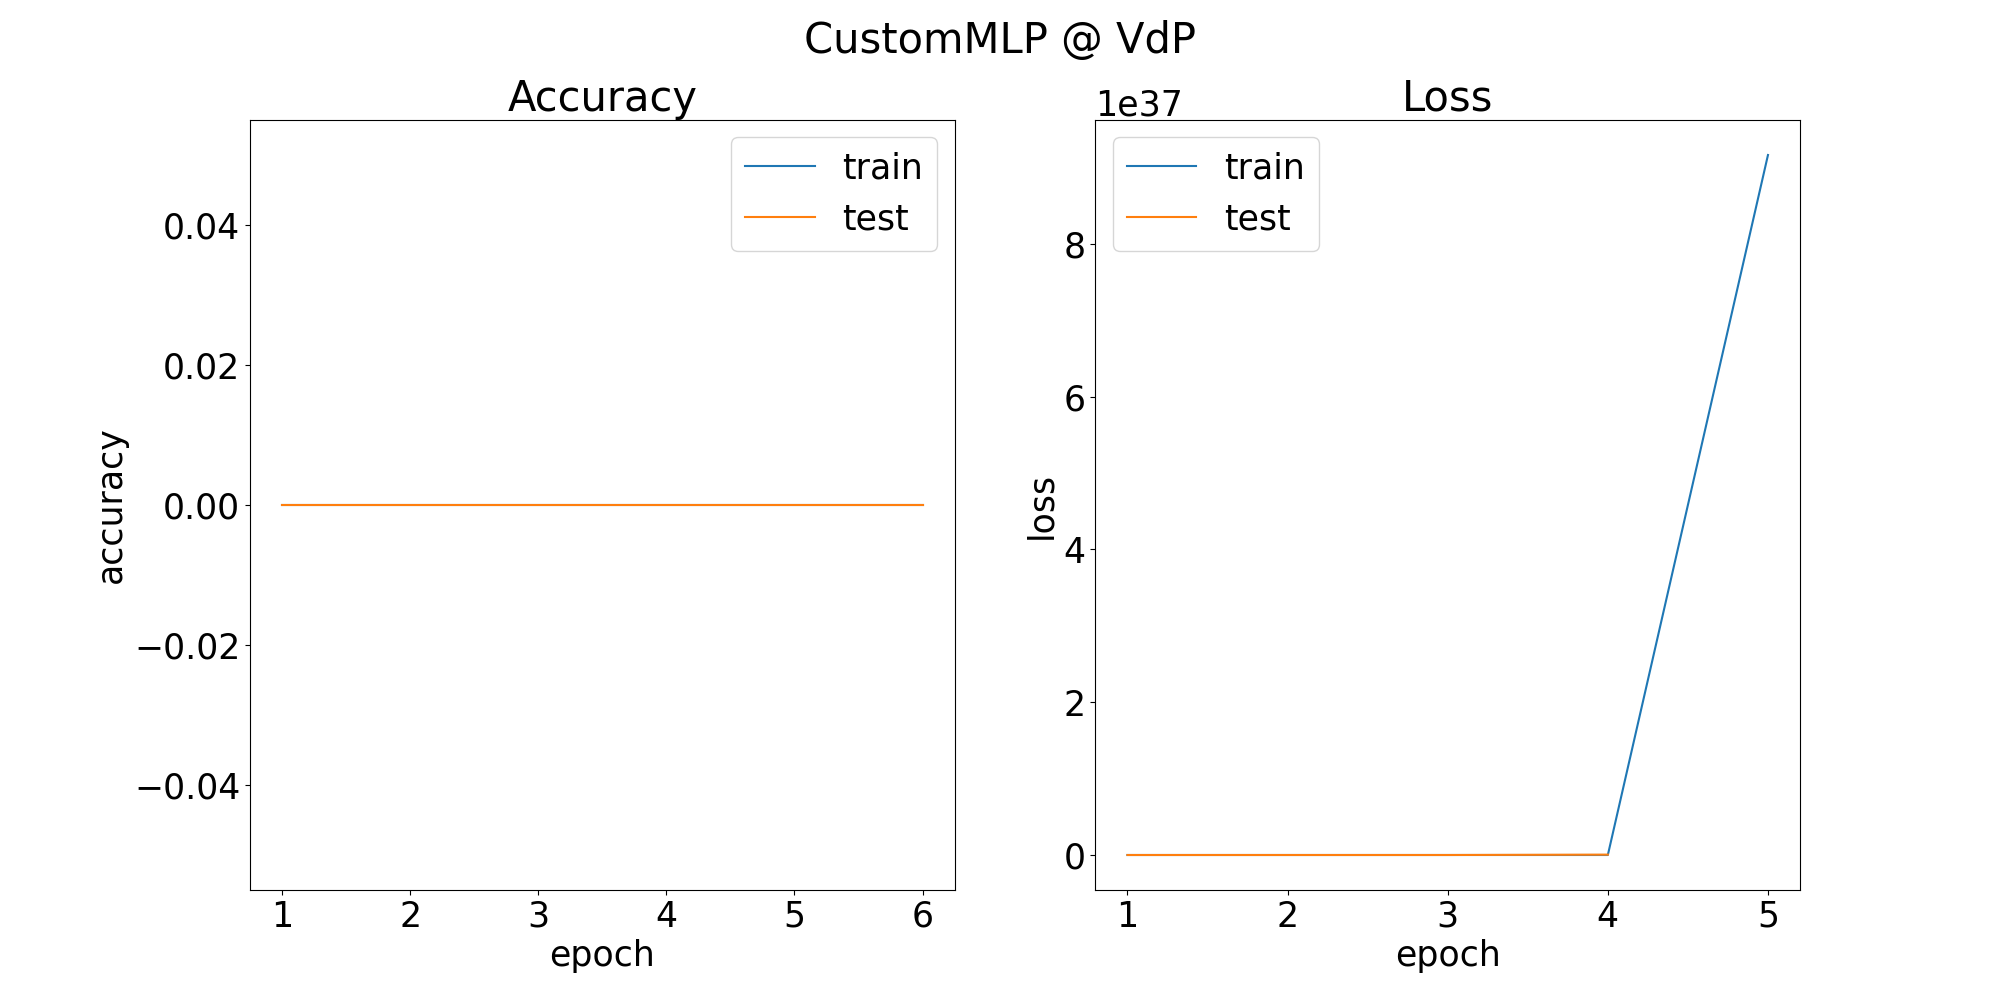 CustomMLP @ VdP
Accuracy
train
test
0.04
0.02
0.00
−0.02
−0.04
accuracy
1 2 3 4 5 6
epoch
Loss
1e37
train
test
8
6
4
2
0
loss
1 2 3 4 5
epoch